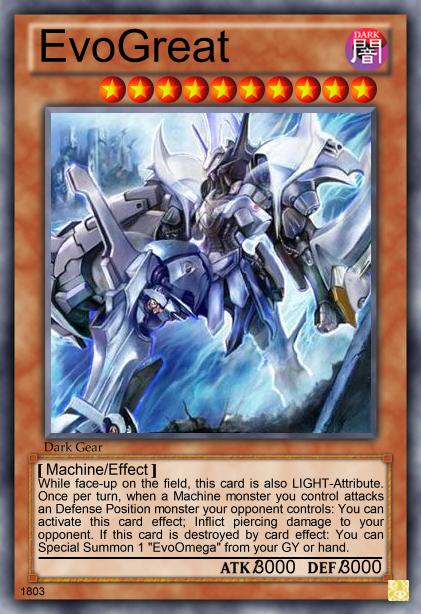 EvoGreat
DARK
闇
Dark Gear
[ Machine/Effect ]
While face-up on the field, this card is also LIGHT-Attribute.
Once per turn, when a Machine monster you control attacks
an Defense Position monster your opponent controls: You can
activate this card effect; Inflict piercing damage to your
opponent. If this card is destroyed by card effect: You can
Special Summon 1 "EvoOmega" from your GY or hand.
ATK/3000 DEF/3000
1803